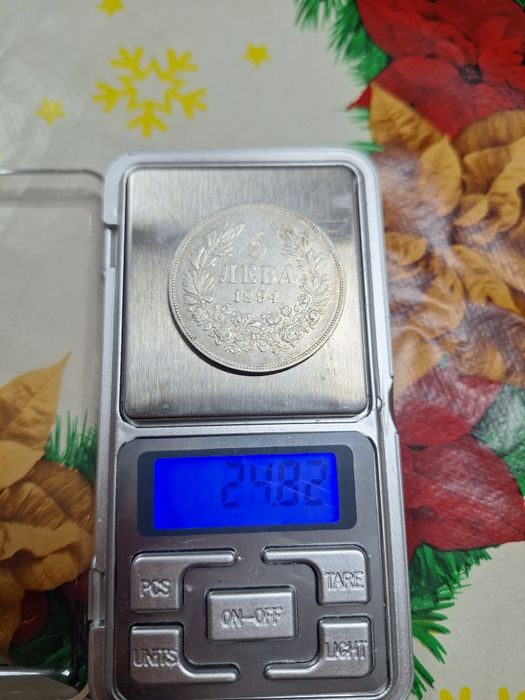 5
ЛЕВА
1894
24.82
PCS
TARE
ON-OFF
UNITS
LIGHT